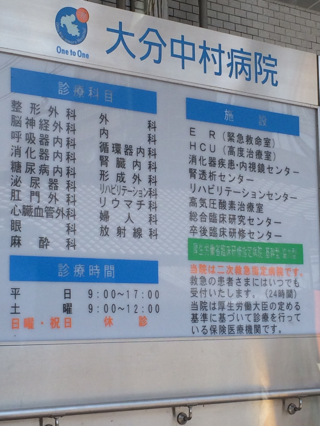 One to One
大分中村病院
診療科目
整形外科
脳神経外科
呼吸器内科
消化器内科
糖尿病内科
泌尿器科
肛門外科
心臓血管外科
眼科
麻酔科
外科
内科
循環器内科
腎臓内科
形成外科
リハビリテーション科
リウマチ科
婦人科
放射線科
診療時間
平日 9:00〜17:00
土曜 9:00〜12:00
日曜・祝日 休診
施設
ER(緊急救命室)
HCU(高度治療室)
消化器疾患・内視鏡センター
腎透析センター
リハビリテーションセンター
高気圧酸素治療室
総合臨床研究センター
卒後臨床研修センター
厚生労働省臨床研修指定病院
当院は二次救急指定病院です。
救急の患者さまにはいつでも
受付いたします。(24時間)
当院は厚生労働大臣の定める
基準に基づいて診療を行って
いる保険医療機関です。